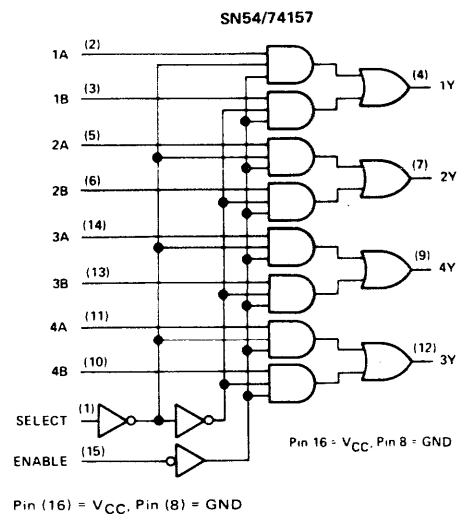 SN54/74157
1A (2)
(4) 1Y
1B (3)
2A (5)
(7) 2Y
2B (6)
3A (14)
(9) 4Y
3B (13)
4A (11)
(12) 3Y
4B (10)
SELECT (1)
ENABLE (15)
Pin 16 = VCC, Pin 8 = GND
Pin (16) = VCC, Pin (8) = GND